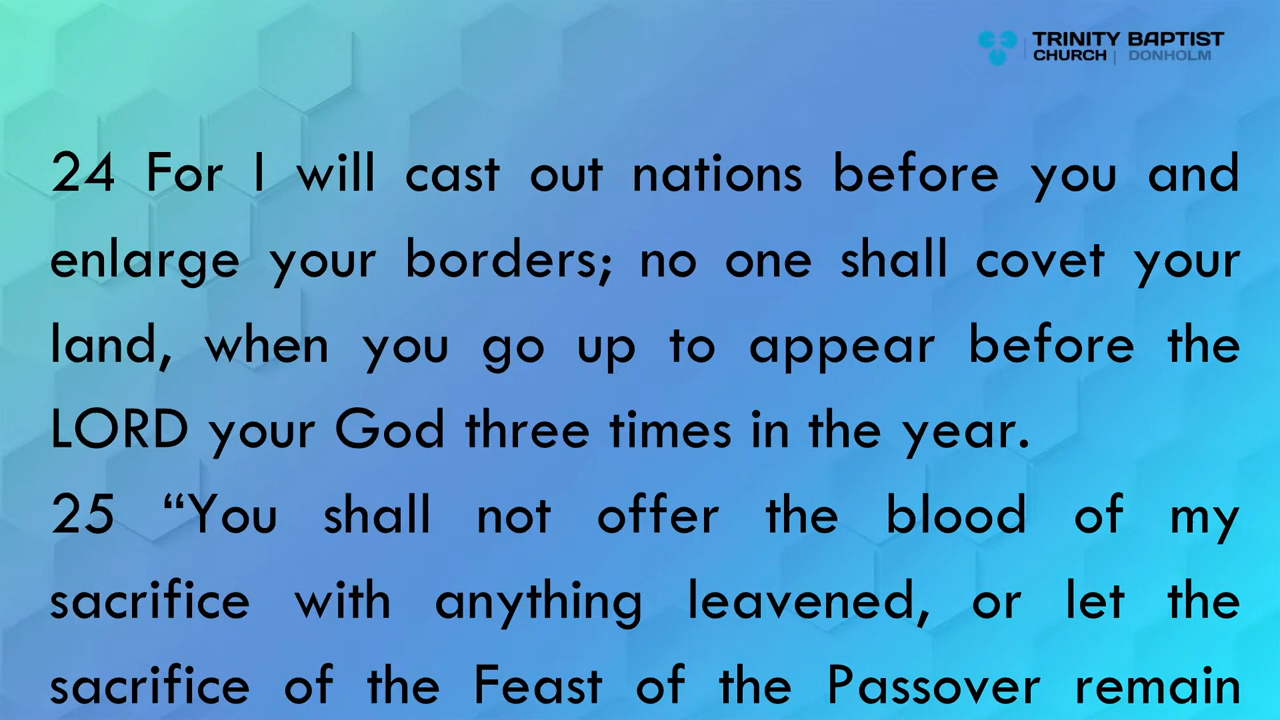 TRINITY BAPTIST
CHURCH | DONHOLM
24 For I will cast out nations before you and
enlarge your borders; no one shall covet your
land, when you go up to appear before the
LORD your God three times in the year.
25 “You shall not offer the blood of my
sacrifice with anything leavened, or let the
sacrifice of the Feast of the Passover remain